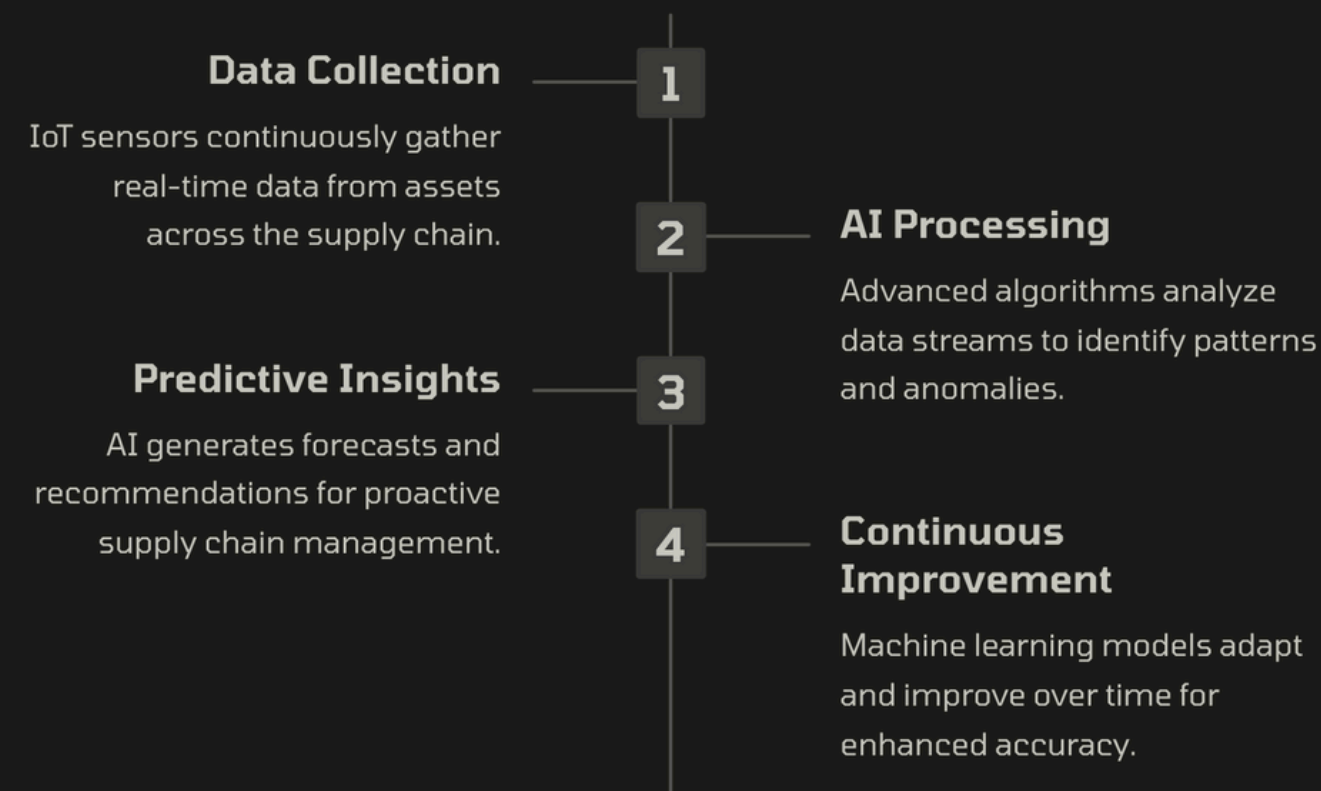 1
Data Collection
IoT sensors continuously gather
real-time data from assets
across the supply chain.
2
AI Processing
Advanced algorithms analyze
data streams to identify patterns
and anomalies.
3
Predictive Insights
AI generates forecasts and
recommendations for proactive
supply chain management.
4
Continuous
Improvement
Machine learning models adapt
and improve over time for
enhanced accuracy.